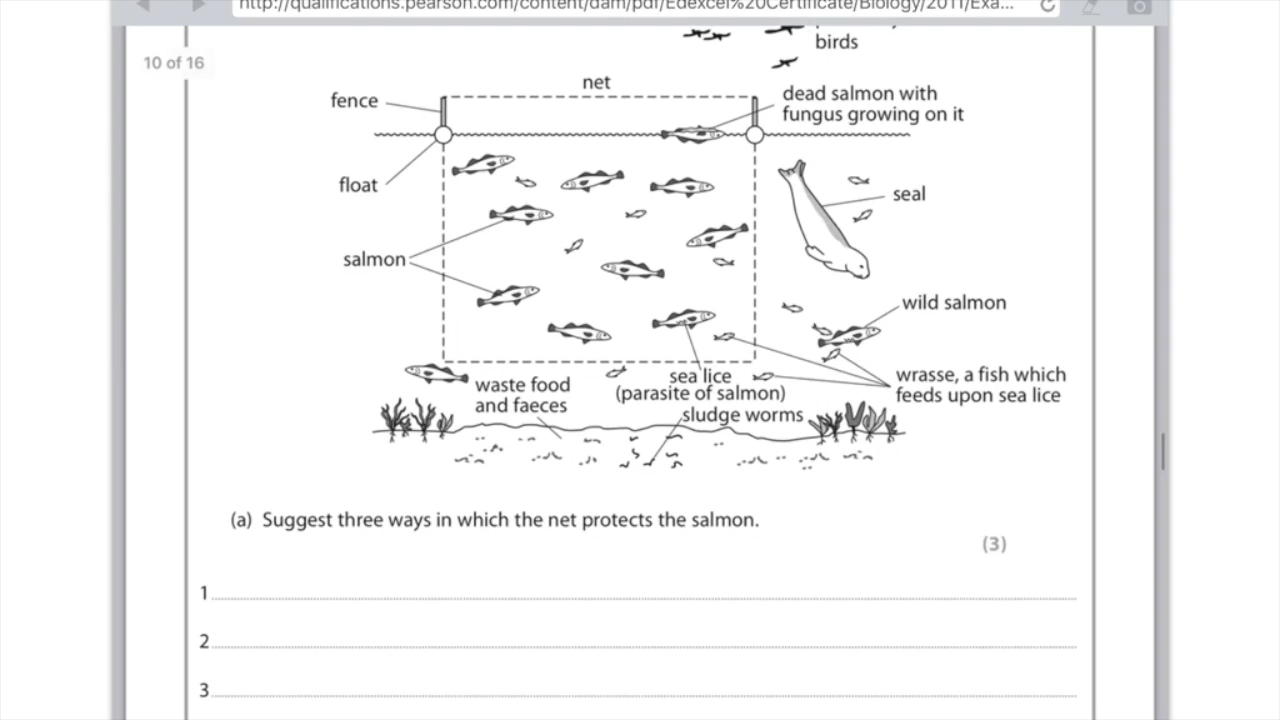 http://qualifications.pearson.com/content/dam/pdf/Edexcel%20Certificate/Biology/2011/Exa...
10 of 16
birds
net
fence
dead salmon with
fungus growing on it
float
seal
salmon
wild salmon
wrasse, a fish which
feeds upon sea lice
sea lice
(parasite of salmon)
waste food
and faeces
sludge worms
(a) Suggest three ways in which the net protects the salmon.
(3)
1
2
3